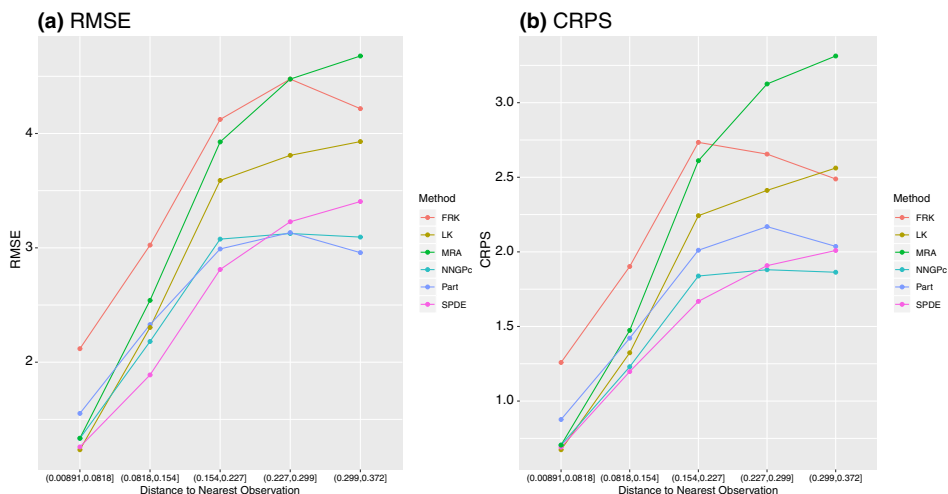 (a) RMSE
RMSE
4
3
2
(0.00891,0.0818]
(0.0818,0.154]
(0.154,0.227]
(0.227,0.299]
(0.299,0.372]
Distance to Nearest Observation
Method
FRK
LK
MRA
NNGPc
Part
SPDE
(b) CRPS
CRPS
3.0
2.5
2.0
1.5
1.0
(0.00891,0.0818]
(0.0818,0.154]
(0.154,0.227]
(0.227,0.299]
(0.299,0.372]
Distance to Nearest Observation
Method
FRK
LK
MRA
NNGPc
Part
SPDE